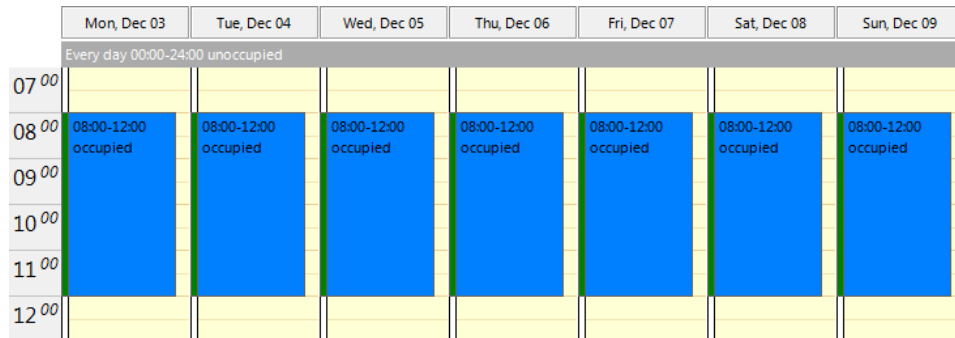 Mon, Dec 03 Tue, Dec 04 Wed, Dec 05 Thu, Dec 06 Fri, Dec 07 Sat, Dec 08 Sun, Dec 09
Every day 00:00-24:00 unoccupied
07 00
08 00 08:00-12:00 08:00-12:00 08:00-12:00 08:00-12:00 08:00-12:00 08:00-12:00 08:00-12:00
occupied occupied occupied occupied occupied occupied occupied
09 00
10 00
11 00
12 00